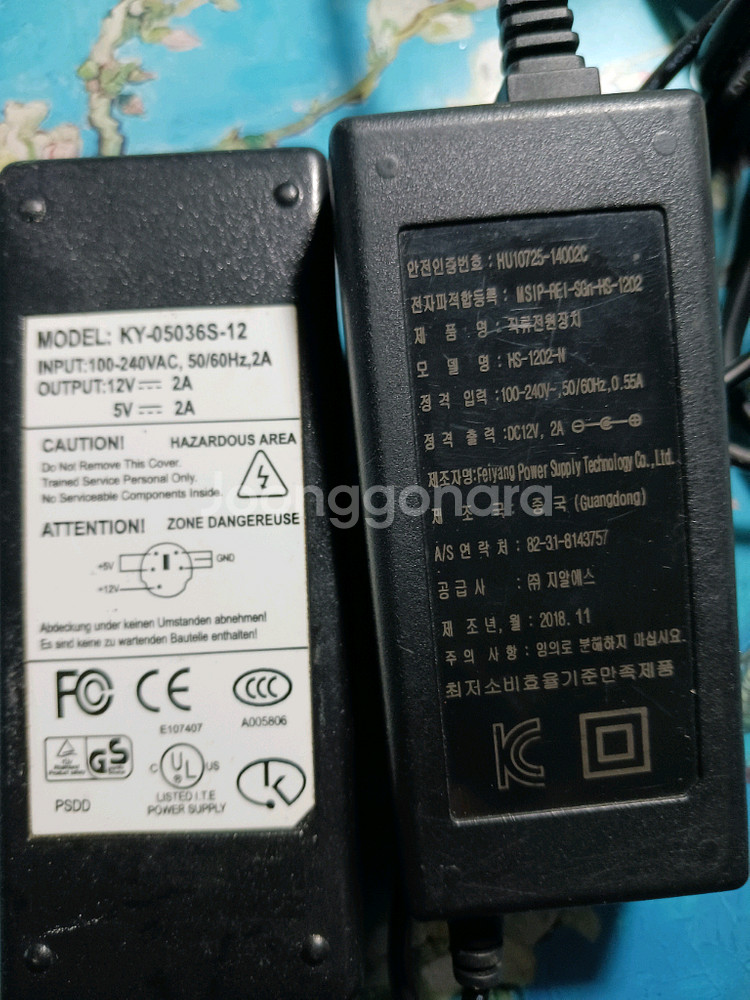 MODEL: KY-05036S-12
INPUT:100-240VAC, 50/60Hz,2A
OUTPUT:12V 2A
5V 2A
CAUTION! HAZARDOUS AREA
Do Not Remove This Cover.
Trained Service Personal Only.
No Serviceable Components Inside.
ATTENTION! ZONE DANGEREUSE
+5V GND
+12V
Abdeckung under keinen Umstanden abnehmen!
Es sind keine zu wartenden Bauteile enthalten!
FC CE CCC
E107407 A005806
GS
C UL US
LISTED I.T.E
POWER SUPPLY
PSDD
안전인증번호 : HU10725-14002C
전자파적합등록 : MSIP-REI-SGn-HS-1202
제 품 명 : 직류전원장치
모 델 명 : HS-1202-N
정격 입력 :100-240V~,50/60Hz,0.55A
정격 출력 :DC12V, 2A
제조자명:Feiyang Power Supply Technology Co.,Ltd.
제 조 국: 중 국 (Guangdong)
A/S 연 락 처 : 82-31-8143757
공 급 사 : ㈜ 지알에스
제 조 년,월 : 2018.11
주 의 사 항 : 임의로 분해하지 마십시요.
최저소비효율기준만족제품
KC
Joonggonara